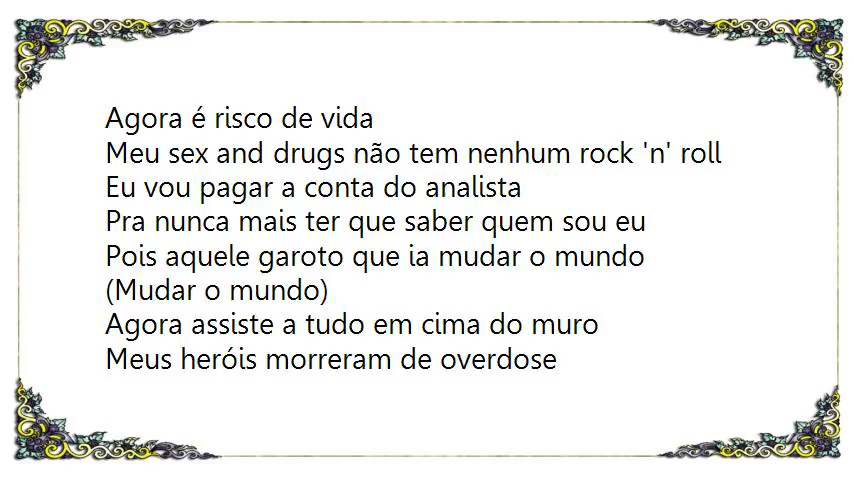 Agora é risco de vida
Meu sex and drugs não tem nenhum rock 'n' roll
Eu vou pagar a conta do analista
Pra nunca mais ter que saber quem sou eu
Pois aquele garoto que ia mudar o mundo
(Mudar o mundo)
Agora assiste a tudo em cima do muro
Meus heróis morreram de overdose